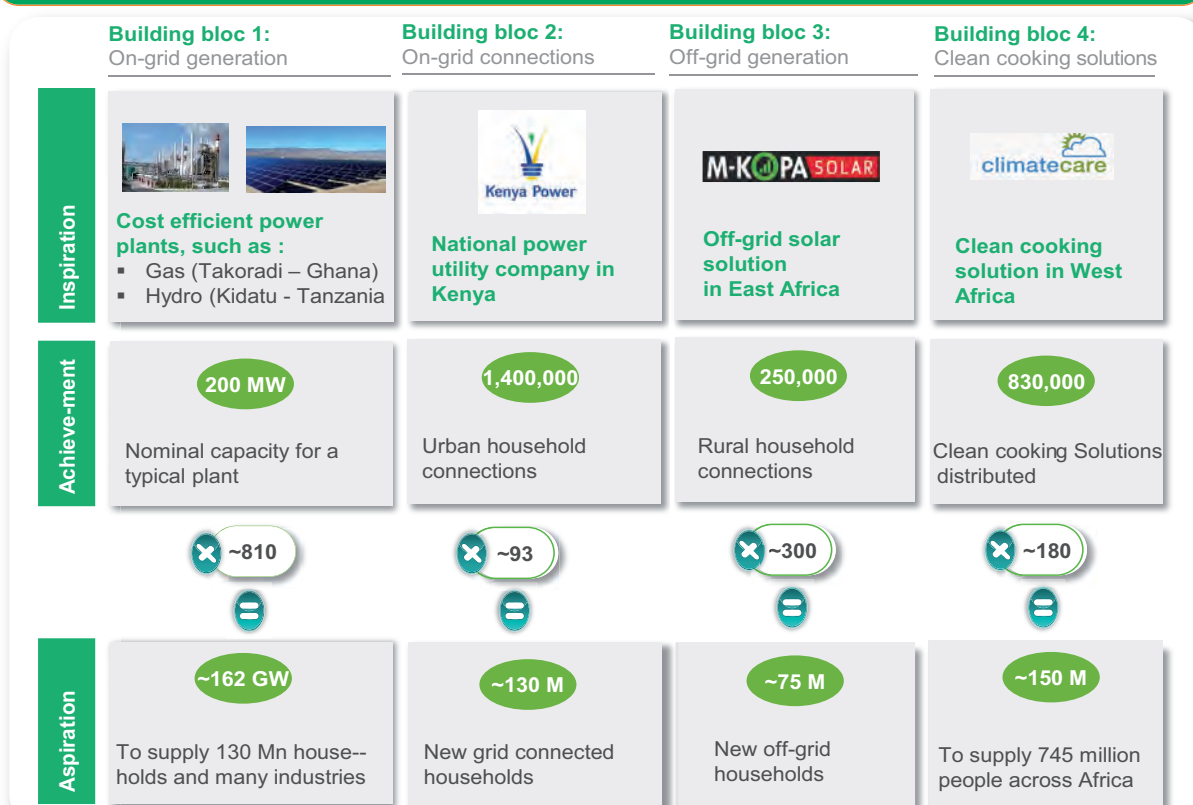 Building bloc 1:
On-grid generation
Building bloc 2:
On-grid connections
Building bloc 3:
Off-grid generation
Building bloc 4:
Clean cooking solutions
Inspiration
Cost efficient power
plants, such as :
▪ Gas (Takoradi – Ghana)
▪ Hydro (Kidatu - Tanzania
Kenya Power
National power
utility company in
Kenya
M-KOPA SOLAR
Off-grid solar
solution
in East Africa
climatecare
Clean cooking
solution in West
Africa
Achieve-ment
200 MW
Nominal capacity for a
typical plant
1,400,000
Urban household
connections
250,000
Rural household
connections
830,000
Clean cooking Solutions
distributed
× ~810
× ~93
× ~300
× ~180
=
=
=
=
Aspiration
~162 GW
To supply 130 Mn house--
holds and many industries
~130 M
New grid connected
households
~75 M
New off-grid
households
~150 M
To supply 745 million
people across Africa